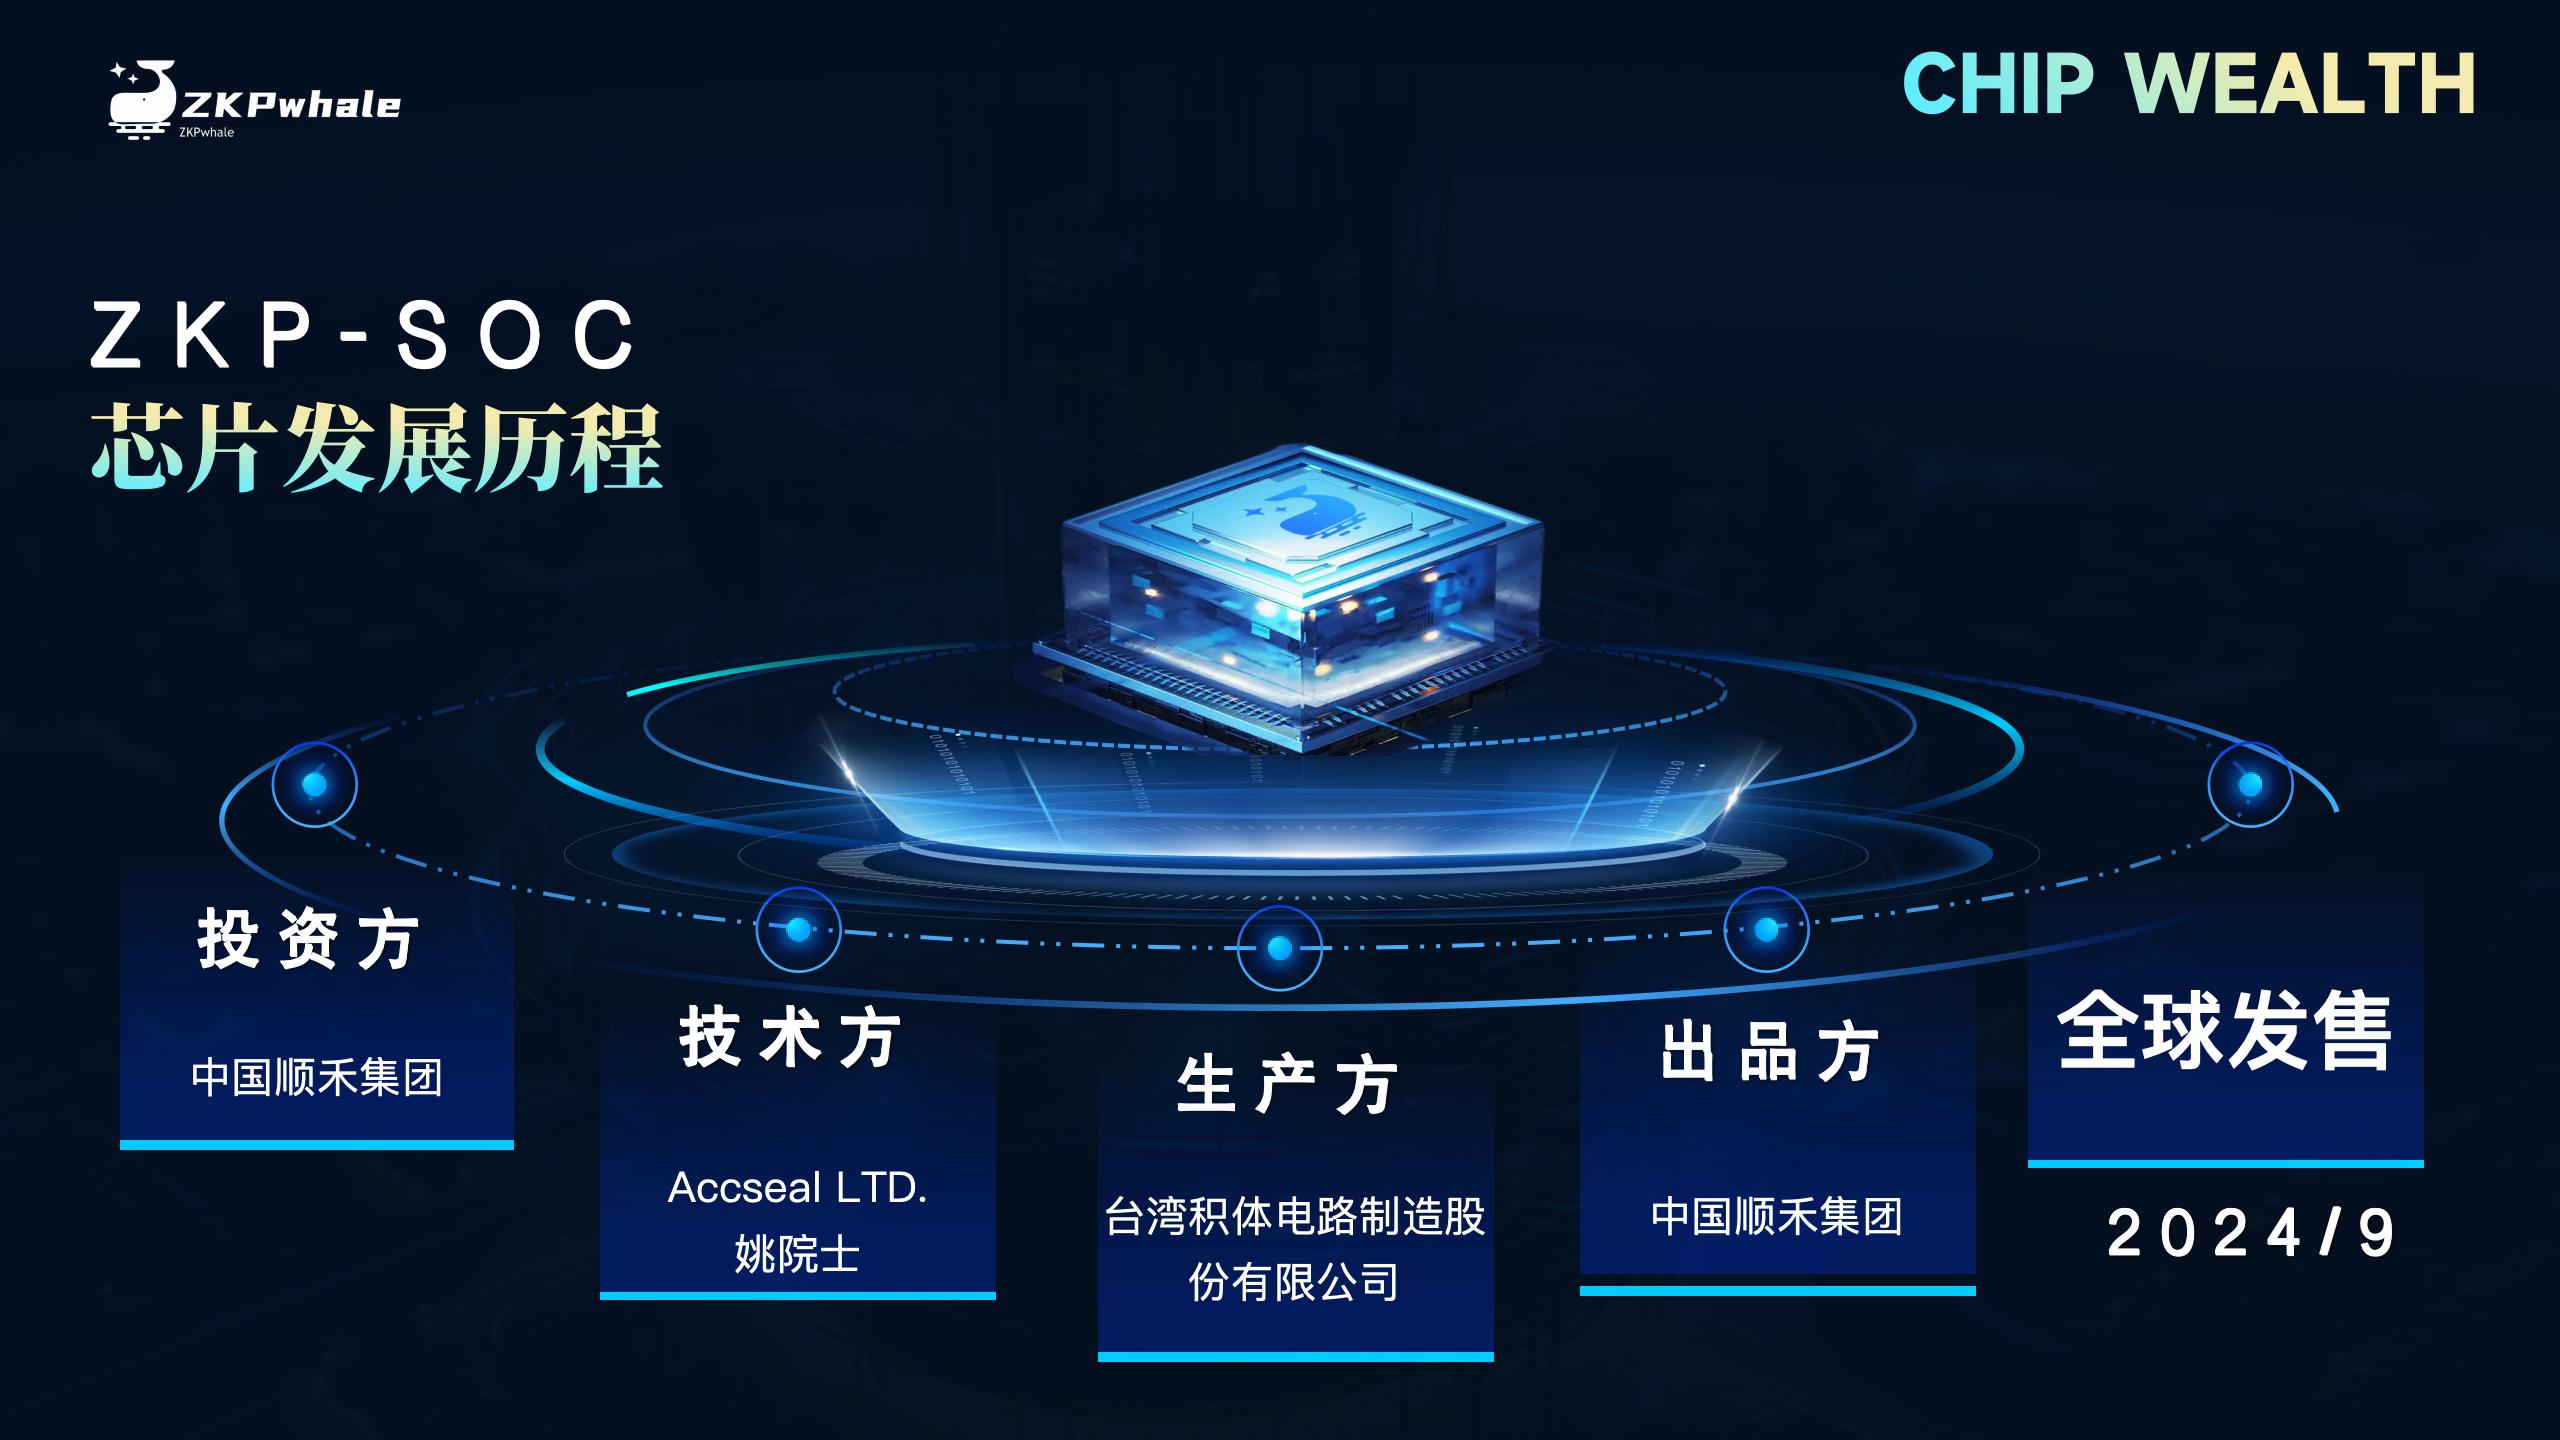 ZKPwhale
ZKPwhale
CHIP WEALTH
ZKP-SOC
芯片发展历程
投资方
中国顺禾集团
技术方
Accseal LTD.
姚院士
生产方
台湾积体电路制造股
份有限公司
出品方
中国顺禾集团
全球发售
2024/9